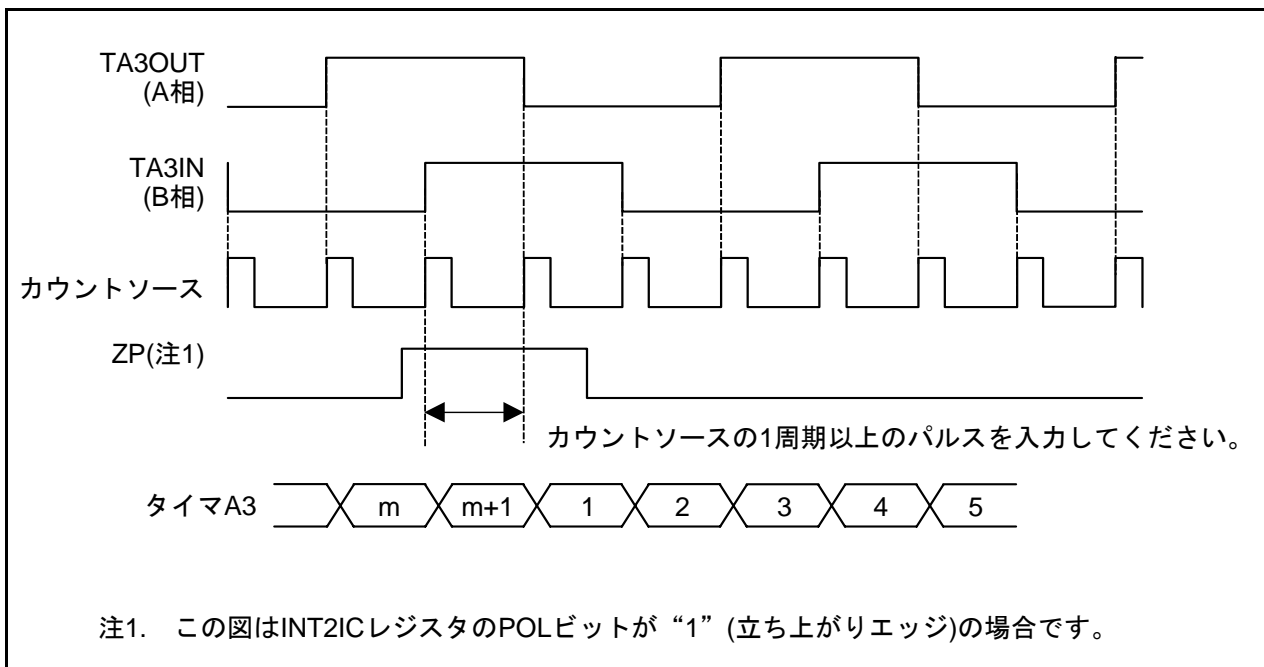 TA3OUT
(A相)
TA3IN
(B相)
カウントソース
ZP(注1)
カウントソースの1周期以上のパルスを入力してください。
タイマA3 m m+1 1 2 3 4 5
注1. この図はINT2ICレジスタのPOLビットが“1”(立ち上がりエッジ)の場合です。